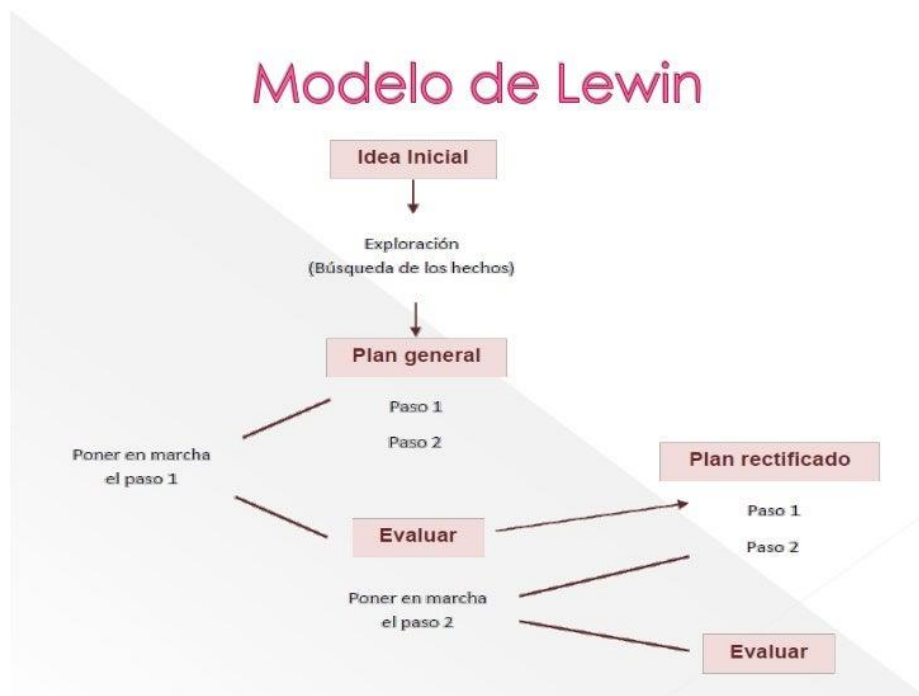 Modelo de Lewin
Idea Inicial
Exploración
(Búsqueda de los hechos)
Plan general
Paso 1
Paso 2
Poner en marcha
el paso 1
Evaluar
Plan rectificado
Paso 1
Paso 2
Poner en marcha
el paso 2
Evaluar